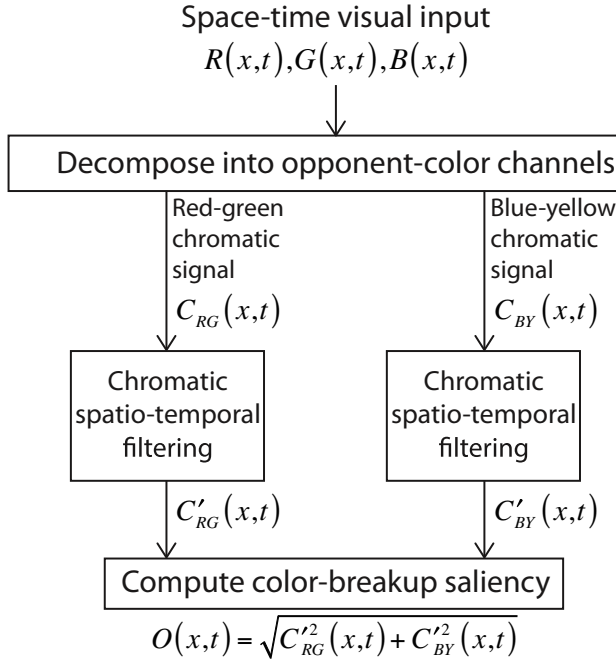 Space-time visual input
R(x,t),G(x,t),B(x,t)
Decompose into opponent-color channels
Red-green
chromatic
signal
C_RG(x,t)
Blue-yellow
chromatic
signal
C_BY(x,t)
Chromatic
spatio-temporal
filtering
Chromatic
spatio-temporal
filtering
C′_RG(x,t)
C′_BY(x,t)
Compute color-breakup saliency
O(x,t) = √(C′²_RG(x,t) + C′²_BY(x,t))